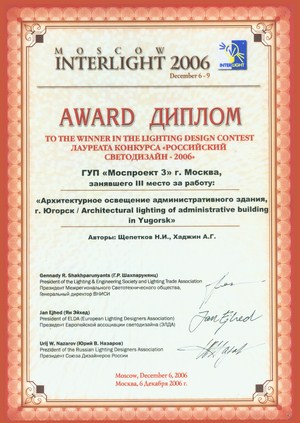 MOSCOW
INTERLIGHT 2006
December 6 - 9
AWARD ДИПЛОМ
TO THE WINNER IN THE LIGHTING DESIGN CONTEST
ЛАУРЕАТА КОНКУРСА «РОССИЙСКИЙ
СВЕТОДИЗАЙН - 2006»
ГУП «Моспроект 3» г. Москва,
занявшего III место за работу:
«Архитектурное освещение административного здания,
г. Югорск / Architectural lighting of administrative building
in Yugorsk»
Авторы: Щепетков Н.И., Хаджин А.Г.
Gennady R. Shakhparunyants (Г.Р. Шахпарунянц)
President of the Lighting & Engineering Society and Lighting Trade Association
Президент Межрегионального Светотехнического общества,
Генеральный директор ВНИСИ
Jan Ejhed (Ян Эйхед)
President of ELDA (European Lighting Designers Association)
Президент Европейской ассоциации светодизайна (ЭЛДА)
Jan Ejhed
Urij W. Nazarov (Юрий В. Назаров)
President of the Russian Lighting Designers Association
Президент Союза Дизайнеров России
Moscow, December 6, 2006
Москва, 6 Декабря 2006 г.